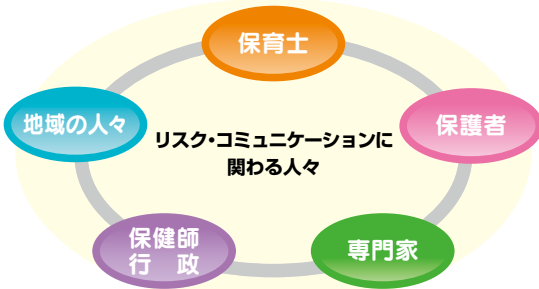 保育士
地域の人々
保護者
リスク・コミュニケーションに
関わる人々
保健師
行　政
専門家